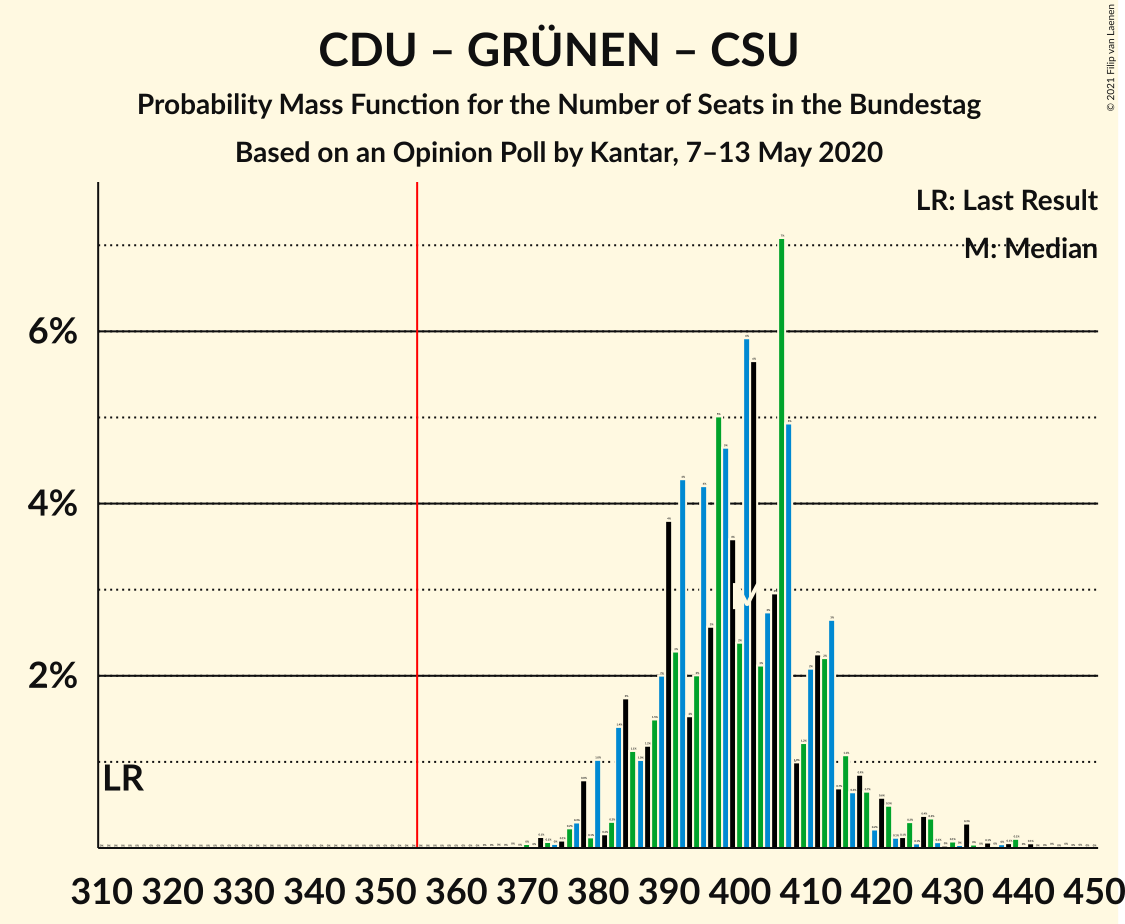 CDU – GRÜNEN – CSU
Probability Mass Function for the Number of Seats in the Bundestag
Based on an Opinion Poll by Kantar, 7–13 May 2020
© 2021 Filip van Laenen
LR: Last Result
M: Median
6%
4%
2%
LR
310 320 330 340 350 360 370 380 390 400 410 420 430 440 450